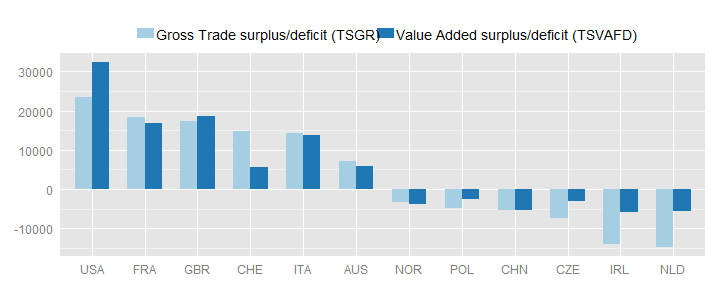 Gross Trade surplus/deficit (TSGR) Value Added surplus/deficit (TSVAFD)
30000
20000
10000
0
-10000
USA FRA GBR CHE ITA AUS NOR POL CHN CZE IRL NLD